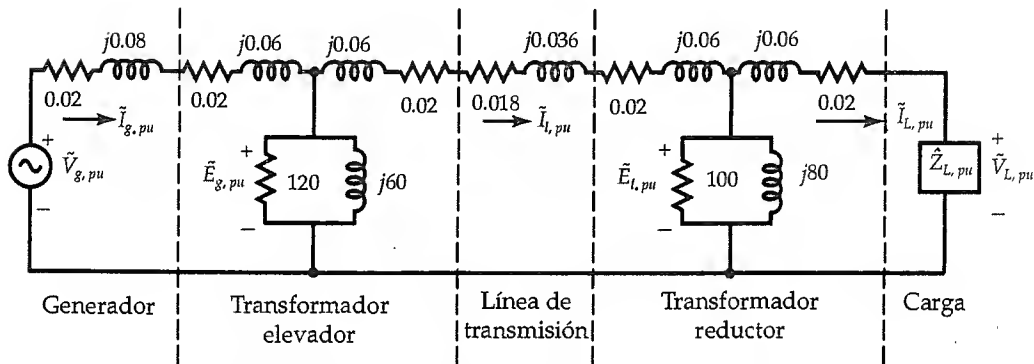 j0.08
j0.06
j0.06
j0.036
j0.06
j0.06
0.02
0.02
0.02
0.018
0.02
0.02
Ĩg, pu
Ĩl, pu
ĨL, pu
+
Ṽg, pu
−
+
Ẽg, pu
−
120
j60
+
Ẽl, pu
−
100
j80
ẐL, pu
+
ṼL, pu
−
Generador
Transformador
elevador
Línea de
transmisión
Transformador
reductor
Carga